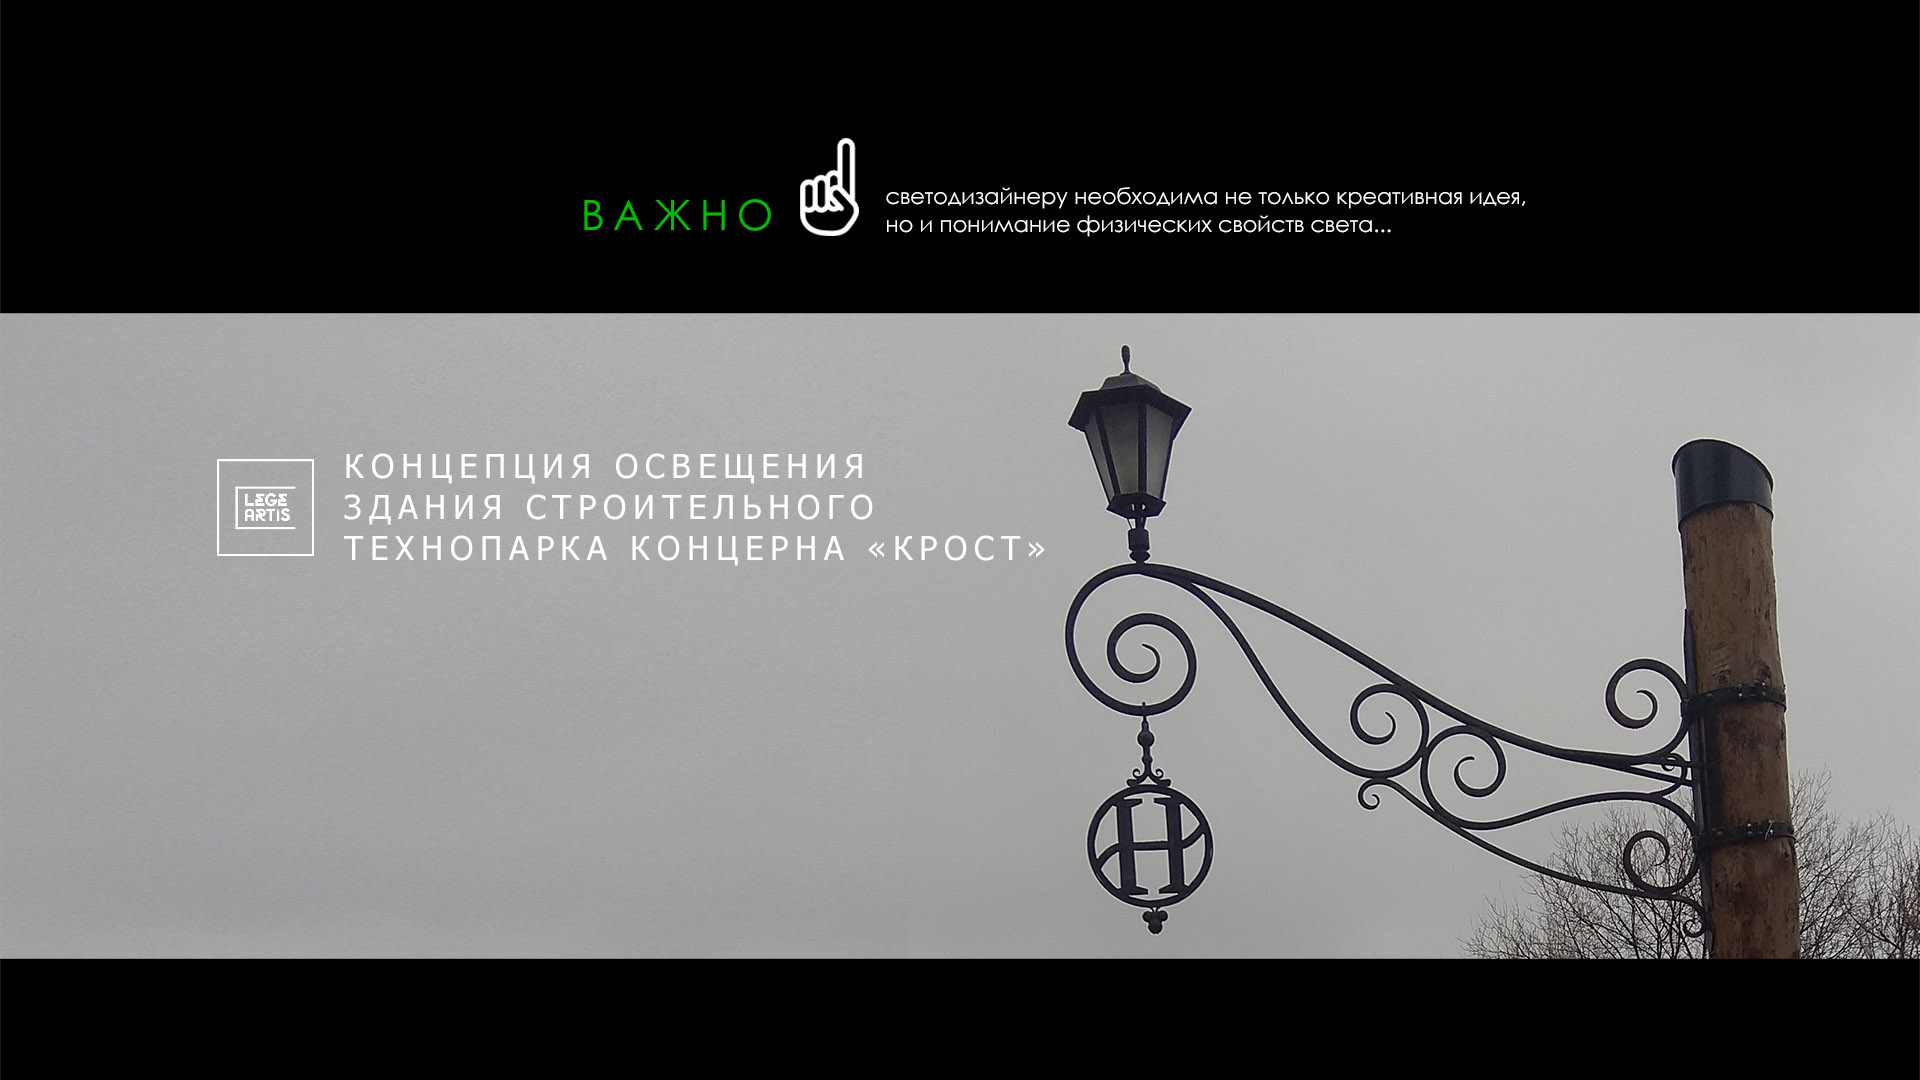 ВАЖНО
светодизайнеру необходима не только креативная идея,
но и понимание физических свойств света...
LEGE
ARTIS
КОНЦЕПЦИЯ ОСВЕЩЕНИЯ
ЗДАНИЯ СТРОИТЕЛЬНОГО
ТЕХНОПАРКА КОНЦЕРНА «КРОСТ»
Н